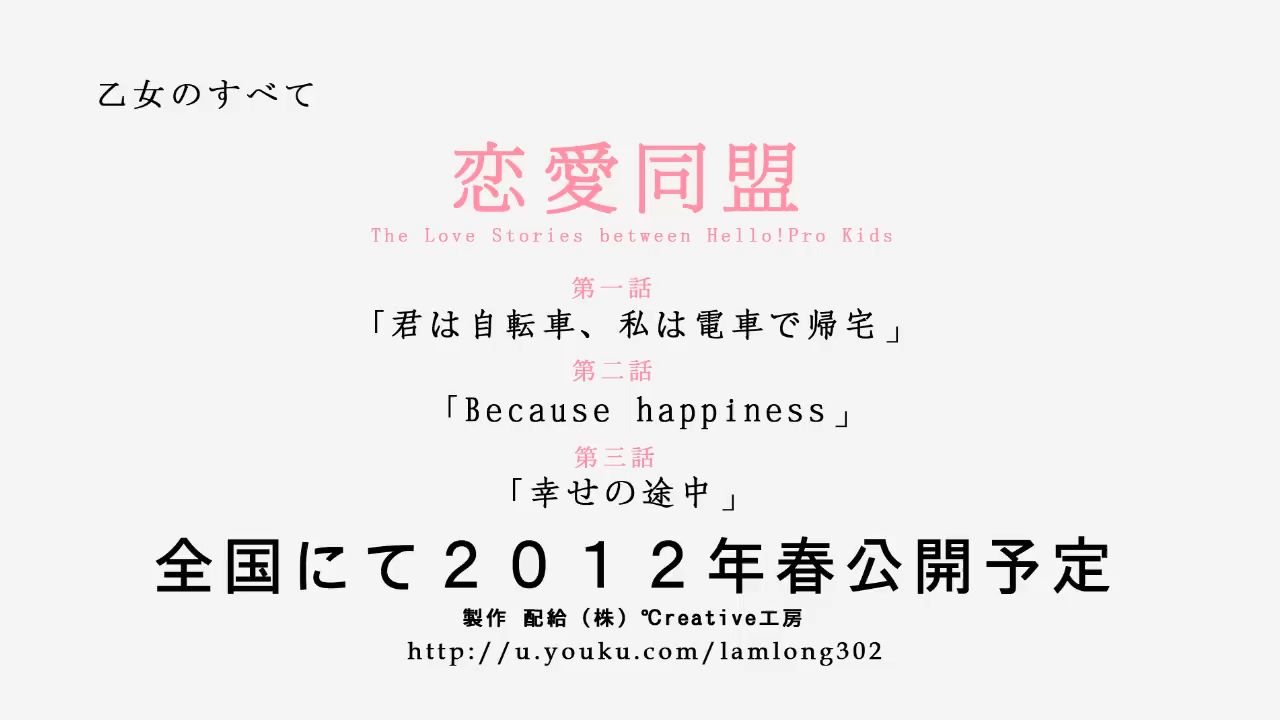 乙女のすべて
恋愛同盟
The Love Stories between Hello!Pro Kids
第一話
「君は自転車、私は電車で帰宅」
第二話
「Because happiness」
第三話
「幸せの途中」
全国にて２０１２年春公開予定
製作 配給（株）℃Creative工房
http://u.youku.com/lamlong302